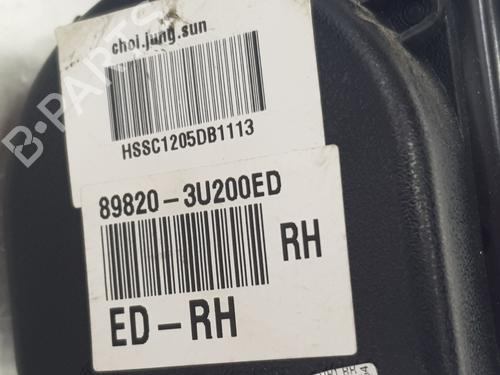 choi.jung.sun
HSSC1205DB1113
89820-3U200ED
RH
ED-RH
B-PARTS